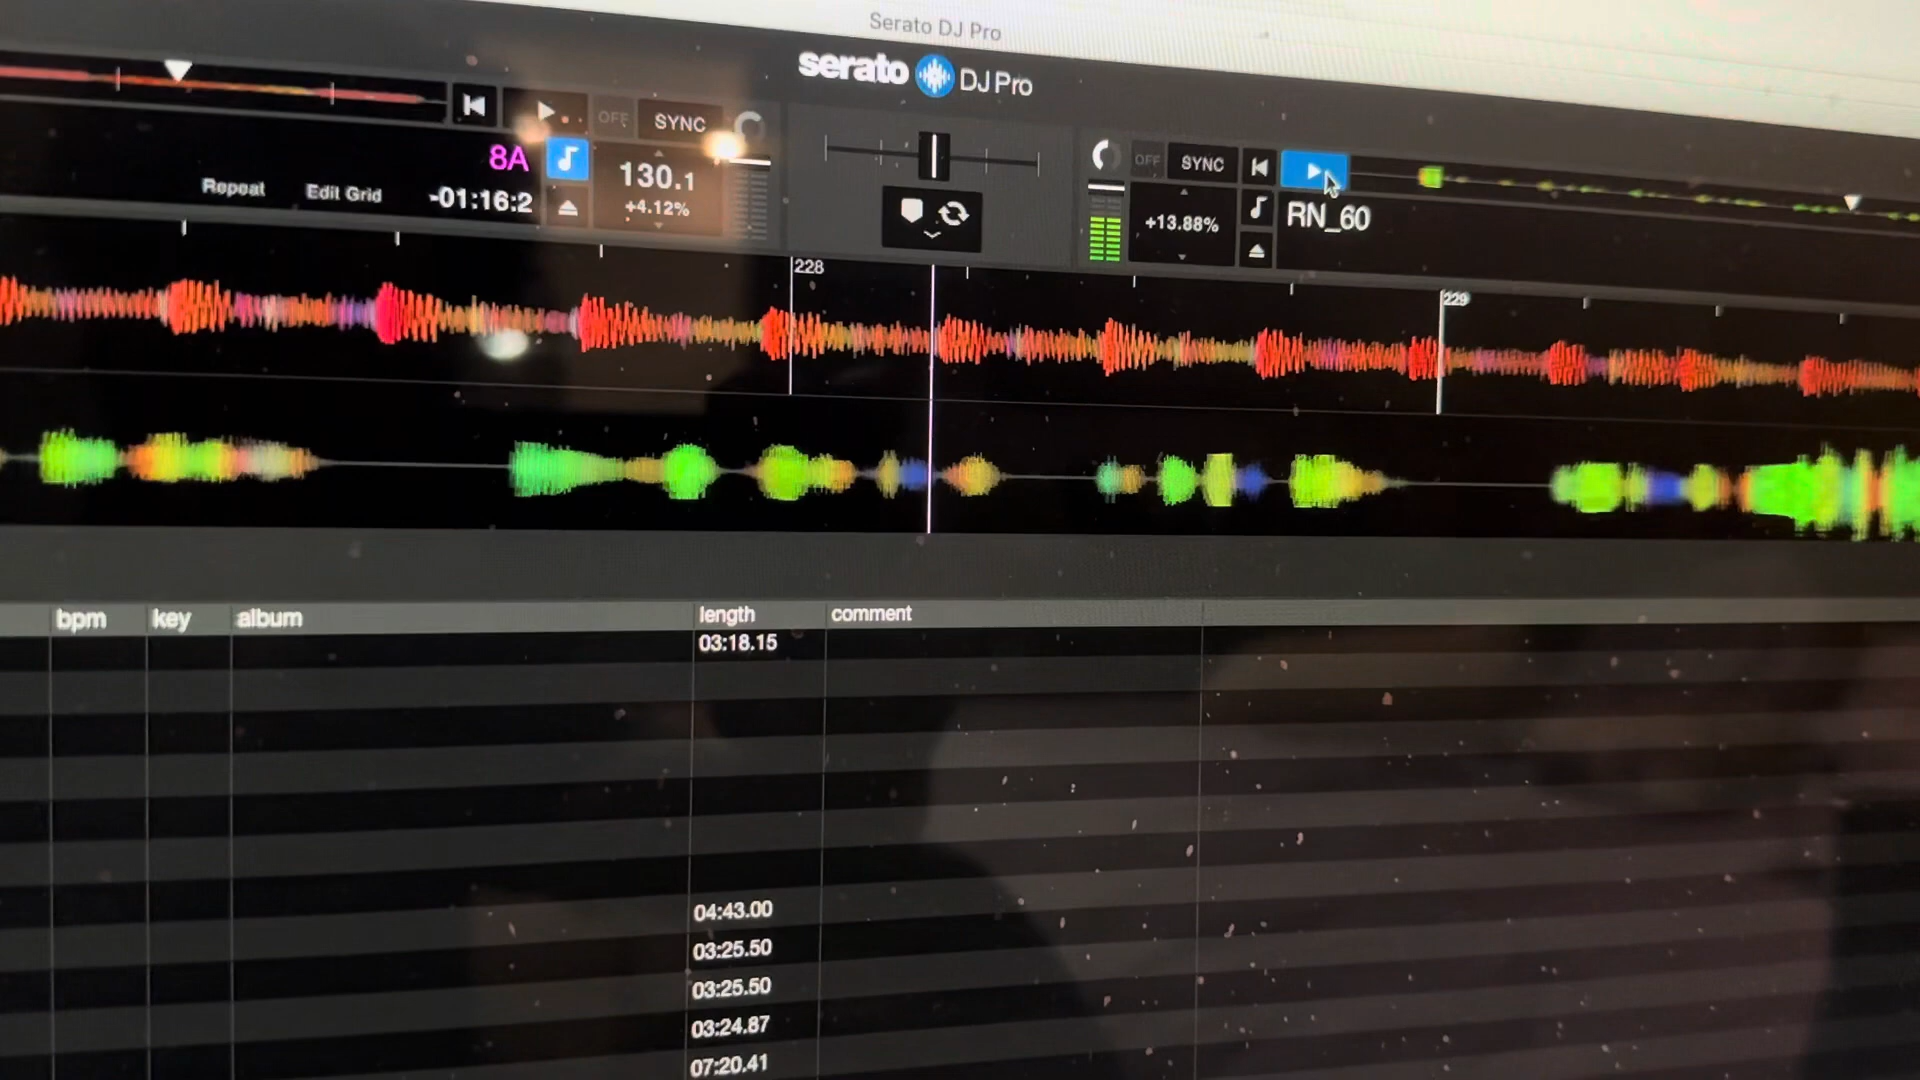 Serato DJ Pro
serato DJ Pro
OFF SYNC
8A
130.1
+4.12%
Repeat Edit Grid -01:16:2
OFF SYNC
+13.88%
RN_60
228
229
bpm key album length comment
03:18.15
04:43.00
03:25.50
03:25.50
03:24.87
07:20.41